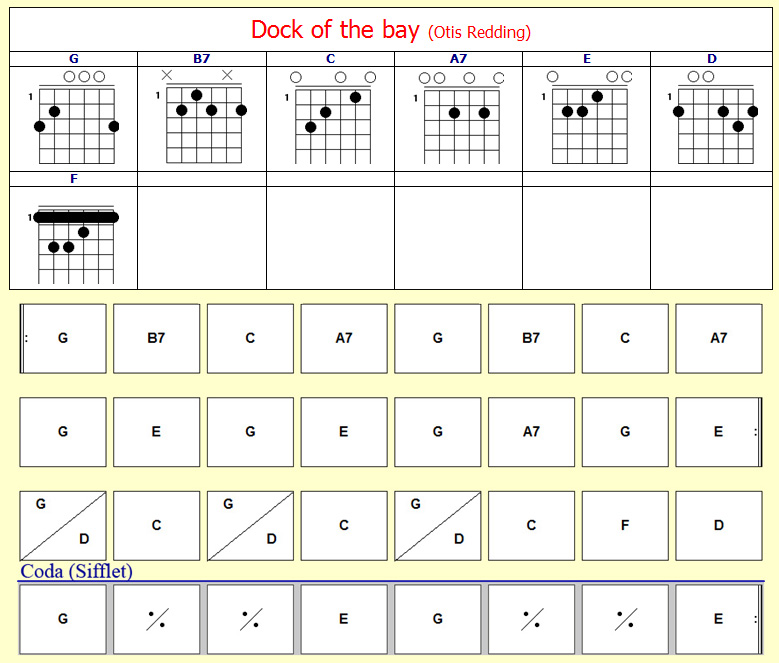 Dock of the bay (Otis Redding)
G B7 C A7 E D
1 1 1 1 1 1
F
1
: G B7 C A7 G B7 C A7
G E G E G A7 G E :
G D C G D C G D C F D
Coda (Sifflet)
G % % E G % % E :